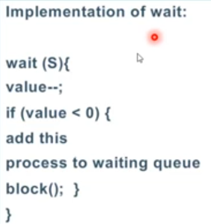 Implementation of wait:
wait (S){
value--;
if (value < 0) {
add this
process to waiting queue
block();  }
}